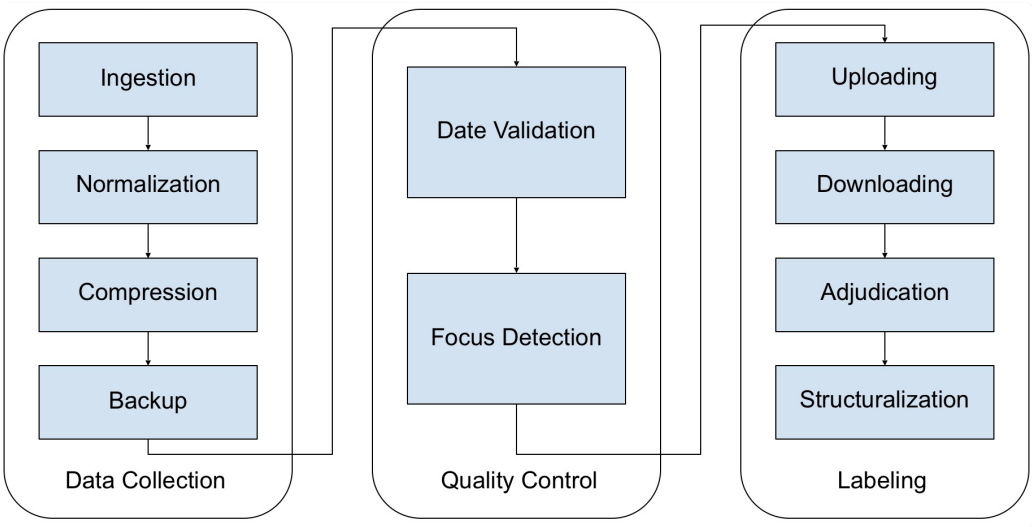 Ingestion
Normalization
Compression
Backup
Data Collection
Date Validation
Focus Detection
Quality Control
Uploading
Downloading
Adjudication
Structuralization
Labeling